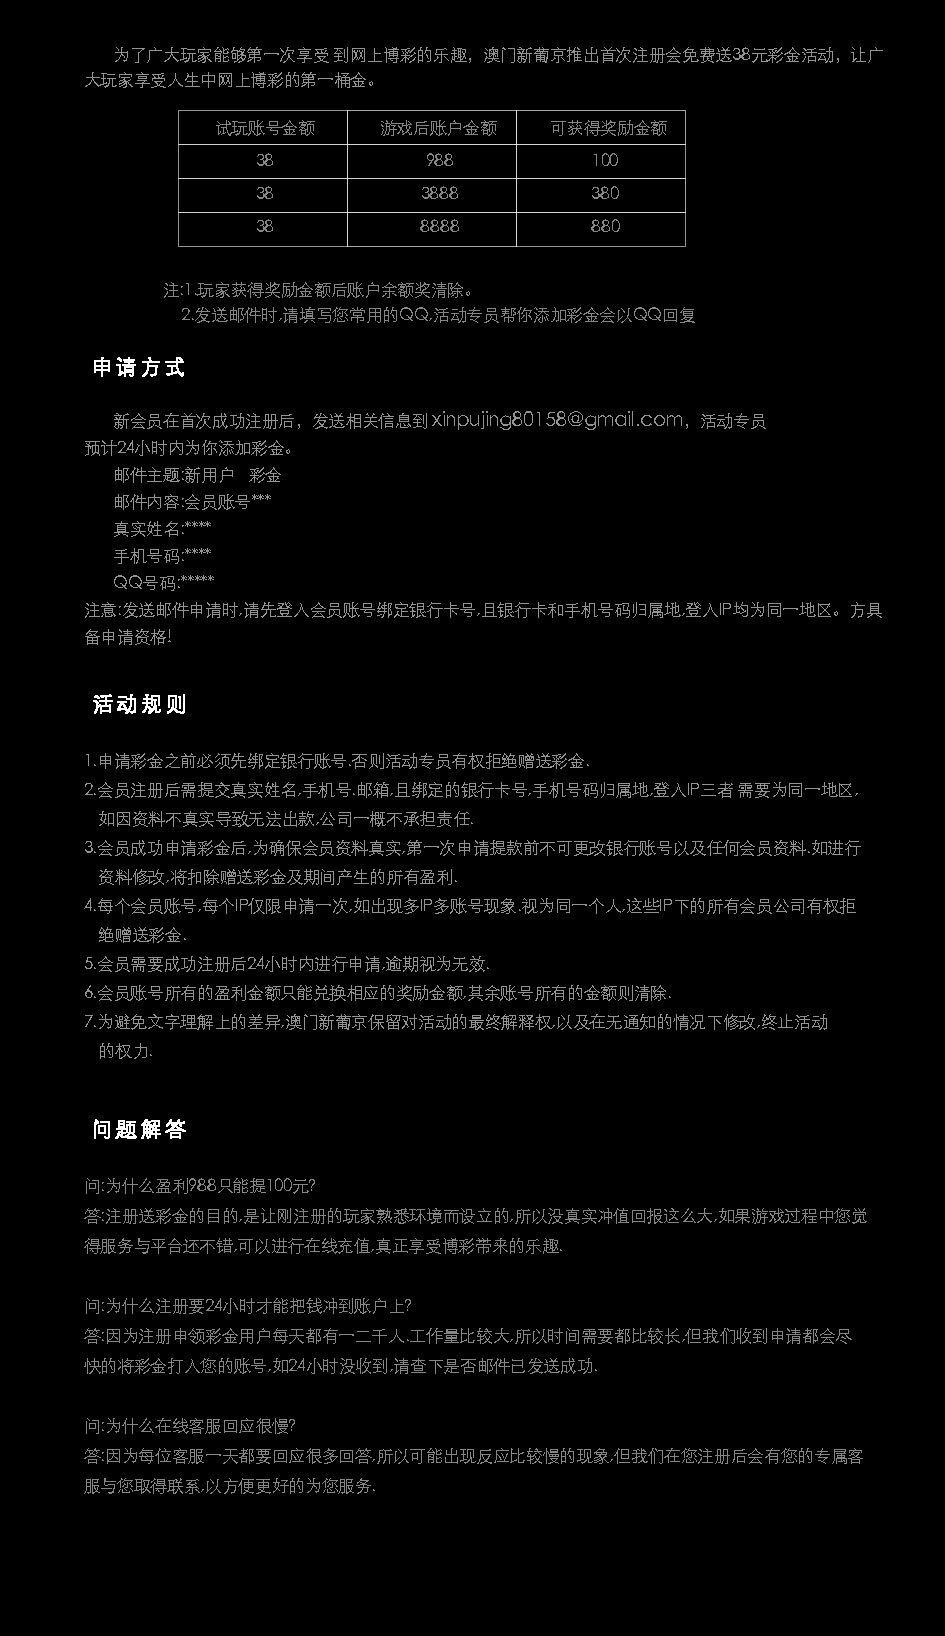 为了广大玩家能够第一次享受 到网上博彩的乐趣，澳门新葡京推出首次注册会免费送38元彩金活动，让广
大玩家享受人生中网上博彩的第一桶金。
试玩账号金额 游戏后账户金额 可获得奖励金额
38 988 100
38 3888 380
38 8888 880
注:1.玩家获得奖励金额后账户余额奖清除。
2.发送邮件时,请填写您常用的QQ,活动专员帮你添加彩金会以QQ回复
申请方式
新会员在首次成功注册后，发送相关信息到xinpujing80158@gmail.com，活动专员
预计24小时内为你添加彩金。
邮件主题:新用户 彩金
邮件内容:会员账号***
真实姓名:****
手机号码:****
QQ号码:*****
注意:发送邮件申请时,请先登入会员账号绑定银行卡号,且银行卡和手机号码归属地,登入IP均为同一地区。方具
备申请资格!
活动规则
1.申请彩金之前必须先绑定银行账号.否则活动专员有权拒绝赠送彩金.
2.会员注册后需提交真实姓名,手机号.邮箱,且绑定的银行卡号,手机号码归属地,登入IP三者 需要为同一地区,
如因资料不真实导致无法出款,公司一概不承担责任.
3.会员成功申请彩金后,为确保会员资料真实,第一次申请提款前不可更改银行账号以及任何会员资料.如进行
资料修改,将扣除赠送彩金及期间产生的所有盈利.
4.每个会员账号,每个IP仅限申请一次,如出现多IP多账号现象.视为同一个人,这些IP下的所有会员公司有权拒
绝赠送彩金.
5.会员需要成功注册后24小时内进行申请,逾期视为无效.
6.会员账号所有的盈利金额只能兑换相应的奖励金额,其余账号所有的金额则清除.
7.为避免文字理解上的差异,澳门新葡京保留对活动的最终解释权,以及在无通知的情况下修改,终止活动
的权力.
问题解答
问:为什么盈利988只能提100元?
答:注册送彩金的目的,是让刚注册的玩家熟悉环境而设立的,所以没真实冲值回报这么大,如果游戏过程中您觉
得服务与平台还不错,可以进行在线充值,真正享受博彩带来的乐趣.
问:为什么注册要24小时才能把钱冲到账户上?
答:因为注册申领彩金用户每天都有一二千人.工作量比较大,所以时间需要都比较长,但我们收到申请都会尽
快的将彩金打入您的账号,如24小时没收到,请查下是否邮件已发送成功.
问:为什么在线客服回应很慢?
答:因为每位客服一天都要回应很多回答,所以可能出现反应比较慢的现象,但我们在您注册后会有您的专属客
服与您取得联系,以方便更好的为您服务.